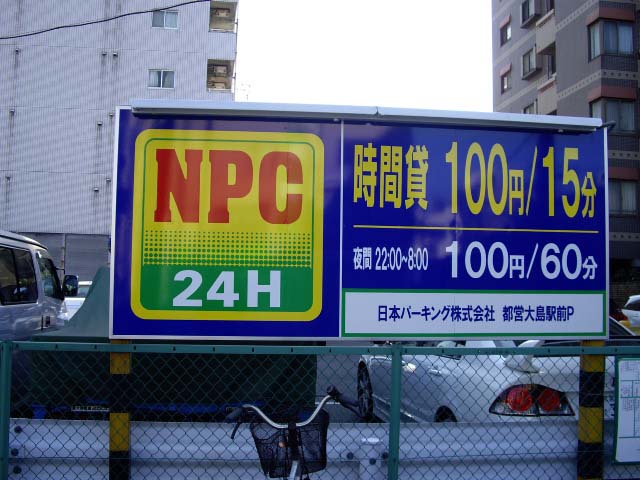 NPC
24H
時間貸 100円/15分
夜間 22:00~8:00 100円/60分
日本パーキング株式会社 都営大島駅前P